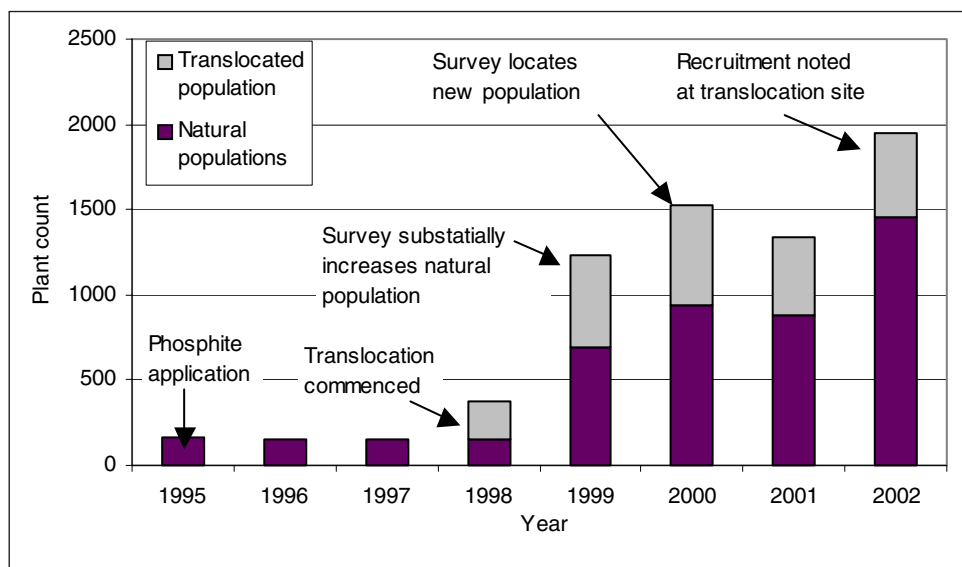 2500
2000
1500
1000
500
0
Plant count
Translocated
population
Natural
populations
Phosphite
application
Translocation
commenced
Survey substatially
increases natural
population
Survey locates
new population
Recruitment noted
at translocation site
1995 1996 1997 1998 1999 2000 2001 2002
Year